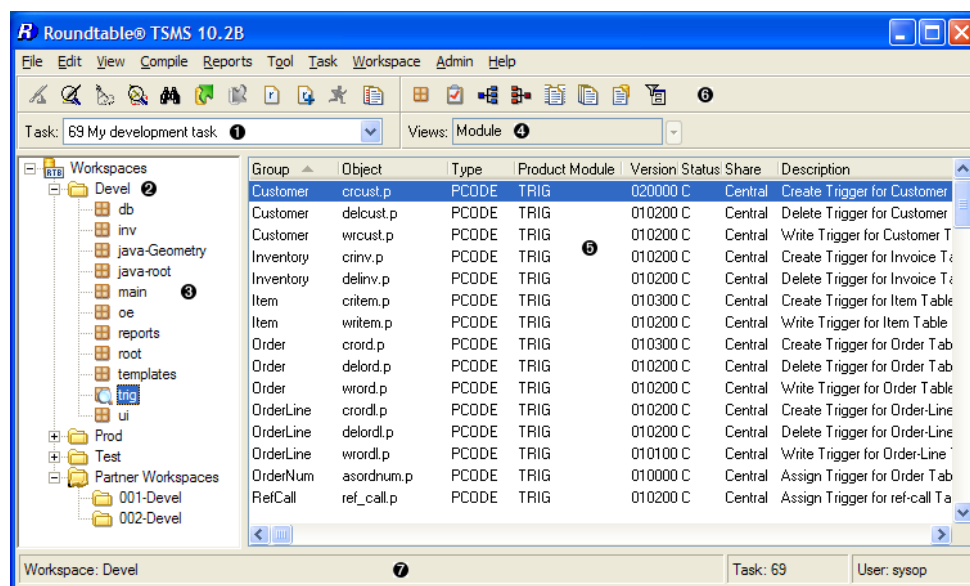 Roundtable® TSMS 10.2B
File Edit View Compile Reports Tool Task Workspace Admin Help
❻
Task: 69 My development task ❶ Views: Module ❹
Workspaces
Devel ❷
db
inv
java-Geometry
java-root
main ❸
oe
reports
root
templates
trig
ui
Prod
Test
Partner Workspaces
001-Devel
002-Devel
Group Object Type Product Module Version Status Share Description
Customer crcust.p PCODE TRIG 020000 C Central Create Trigger for Customer
Customer delcust.p PCODE TRIG 010200 C Central Delete Trigger for Customer
Customer wrcust.p PCODE TRIG 010200 C Central Write Trigger for Customer T
❺
Inventory crinv.p PCODE TRIG 010200 C Central Create Trigger for Invoice Ta
Inventory delinv.p PCODE TRIG 010200 C Central Delete Trigger for Invoice Ta
Item critem.p PCODE TRIG 010300 C Central Create Trigger for Item Table
Item writem.p PCODE TRIG 010200 C Central Write Trigger for Item Table
Order crord.p PCODE TRIG 010300 C Central Create Trigger for Order Tab
Order delord.p PCODE TRIG 010200 C Central Delete Trigger for Order Tab
Order wrord.p PCODE TRIG 010200 C Central Write Trigger for Order Table
OrderLine crordl.p PCODE TRIG 010200 C Central Create Trigger for Order-Line
OrderLine delordl.p PCODE TRIG 010200 C Central Delete Trigger for Order-Line
OrderLine wrordl.p PCODE TRIG 010100 C Central Write Trigger for Order-Line
OrderNum asordnum.p PCODE TRIG 010000 C Central Assign Trigger for Order Tab
RefCall ref_call.p PCODE TRIG 010200 C Central Assign Trigger for ref-call Ta
Workspace: Devel ❼ Task: 69 User: sysop